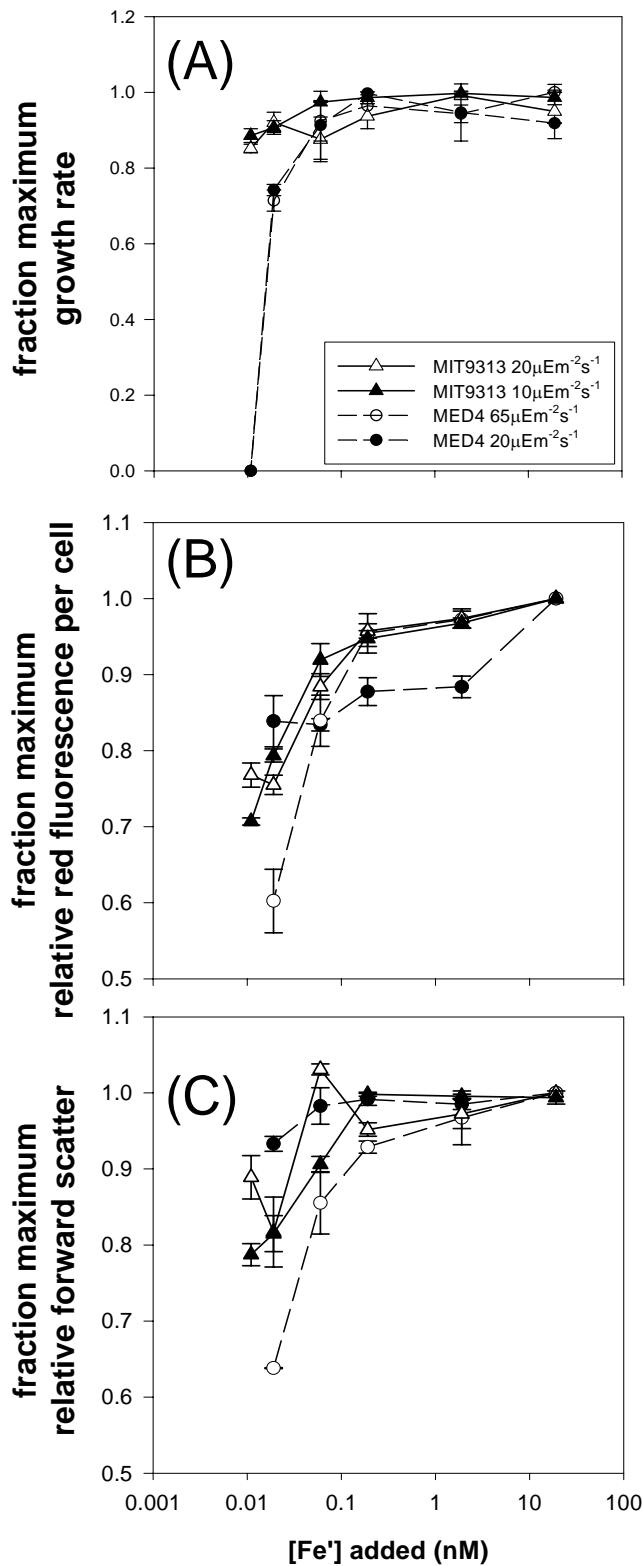 (A)
fraction maximum
growth rate
1.2
1.0
0.8
0.6
0.4
0.2
0.0
MIT9313 20µEm⁻²s⁻¹
MIT9313 10µEm⁻²s⁻¹
MED4 65µEm⁻²s⁻¹
MED4 20µEm⁻²s⁻¹
(B)
fraction maximum
relative red fluorescence per cell
1.1
1.0
0.9
0.8
0.7
0.6
0.5
(C)
fraction maximum
relative forward scatter
1.1
1.0
0.9
0.8
0.7
0.6
0.5
0.001 0.01 0.1 1 10 100
[Fe'] added (nM)